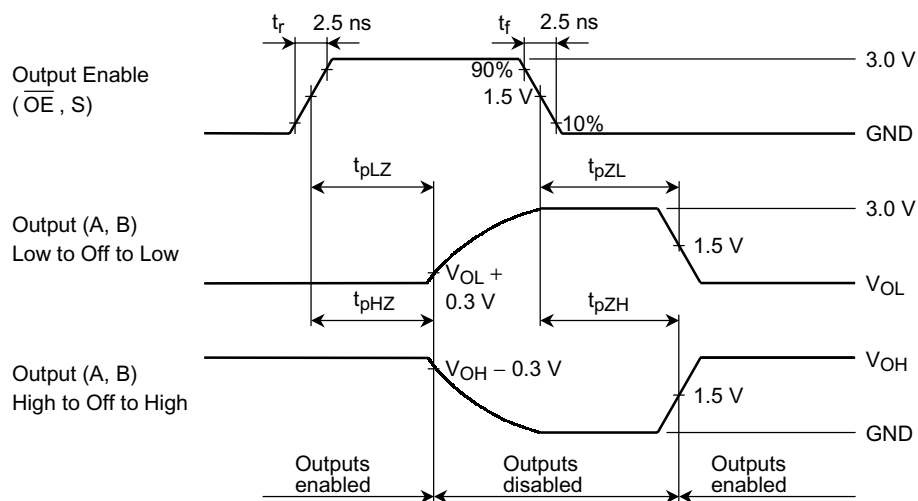 tr 2.5 ns
tf 2.5 ns
Output Enable
( OE , S)
90%
1.5 V
10%
3.0 V
GND
tpLZ
tpZL
Output (A, B)
Low to Off to Low
3.0 V
1.5 V
VOL +
0.3 V
VOL
tpHZ
tpZH
Output (A, B)
High to Off to High
VOH − 0.3 V
VOH
1.5 V
GND
Outputs
enabled
Outputs
disabled
Outputs
enabled